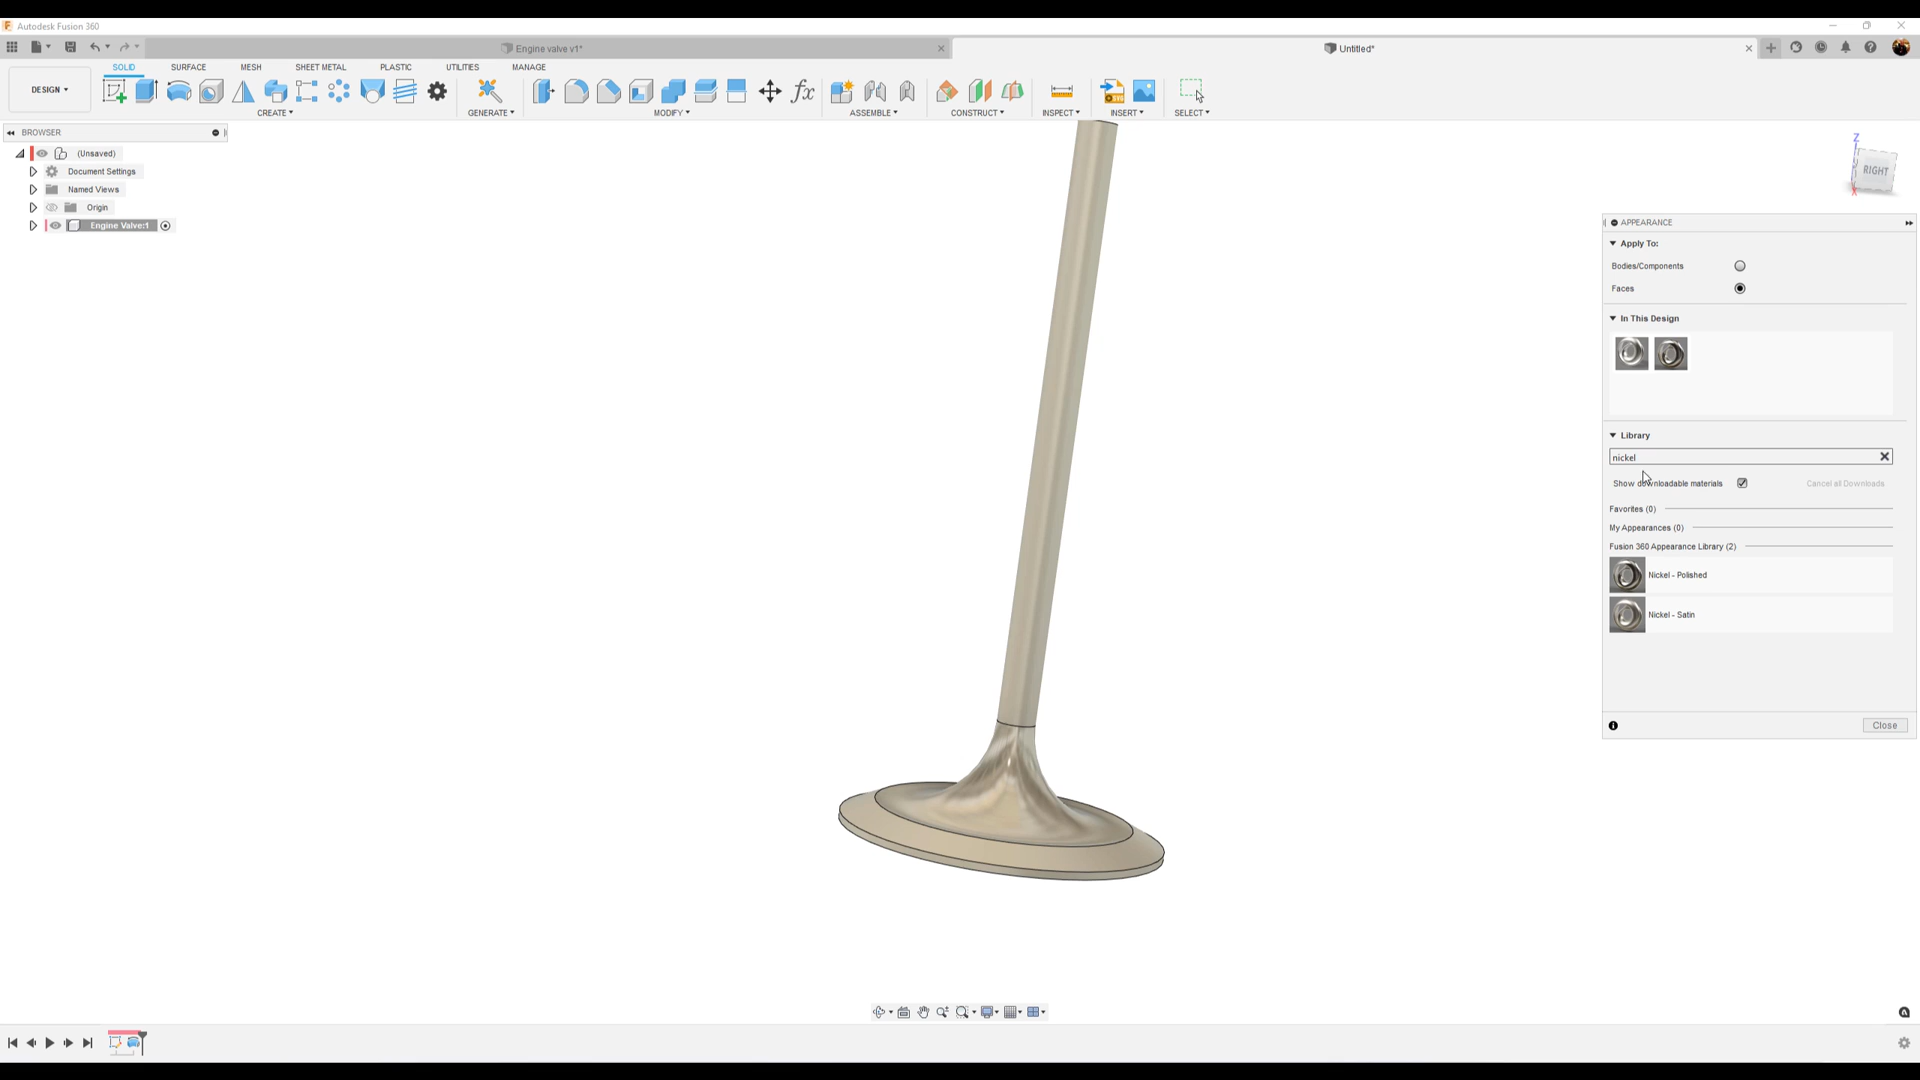 Autodesk Fusion 360
Engine valve v1*
Untitled*
SOLID SURFACE MESH SHEET METAL PLASTIC UTILITIES MANAGE
DESIGN
CREATE GENERATE MODIFY ASSEMBLE CONSTRUCT INSPECT INSERT SELECT
BROWSER
(Unsaved)
Document Settings
Named Views
Origin
Engine Valve:1
Z
RIGHT
X
APPEARANCE
Apply To:
Bodies/Components
Faces
In This Design
Library
nickel
Show downloadable materials
Cancel all Downloads
Favorites (0)
My Appearances (0)
Fusion 360 Appearance Library (2)
Nickel - Polished
Nickel - Satin
Close